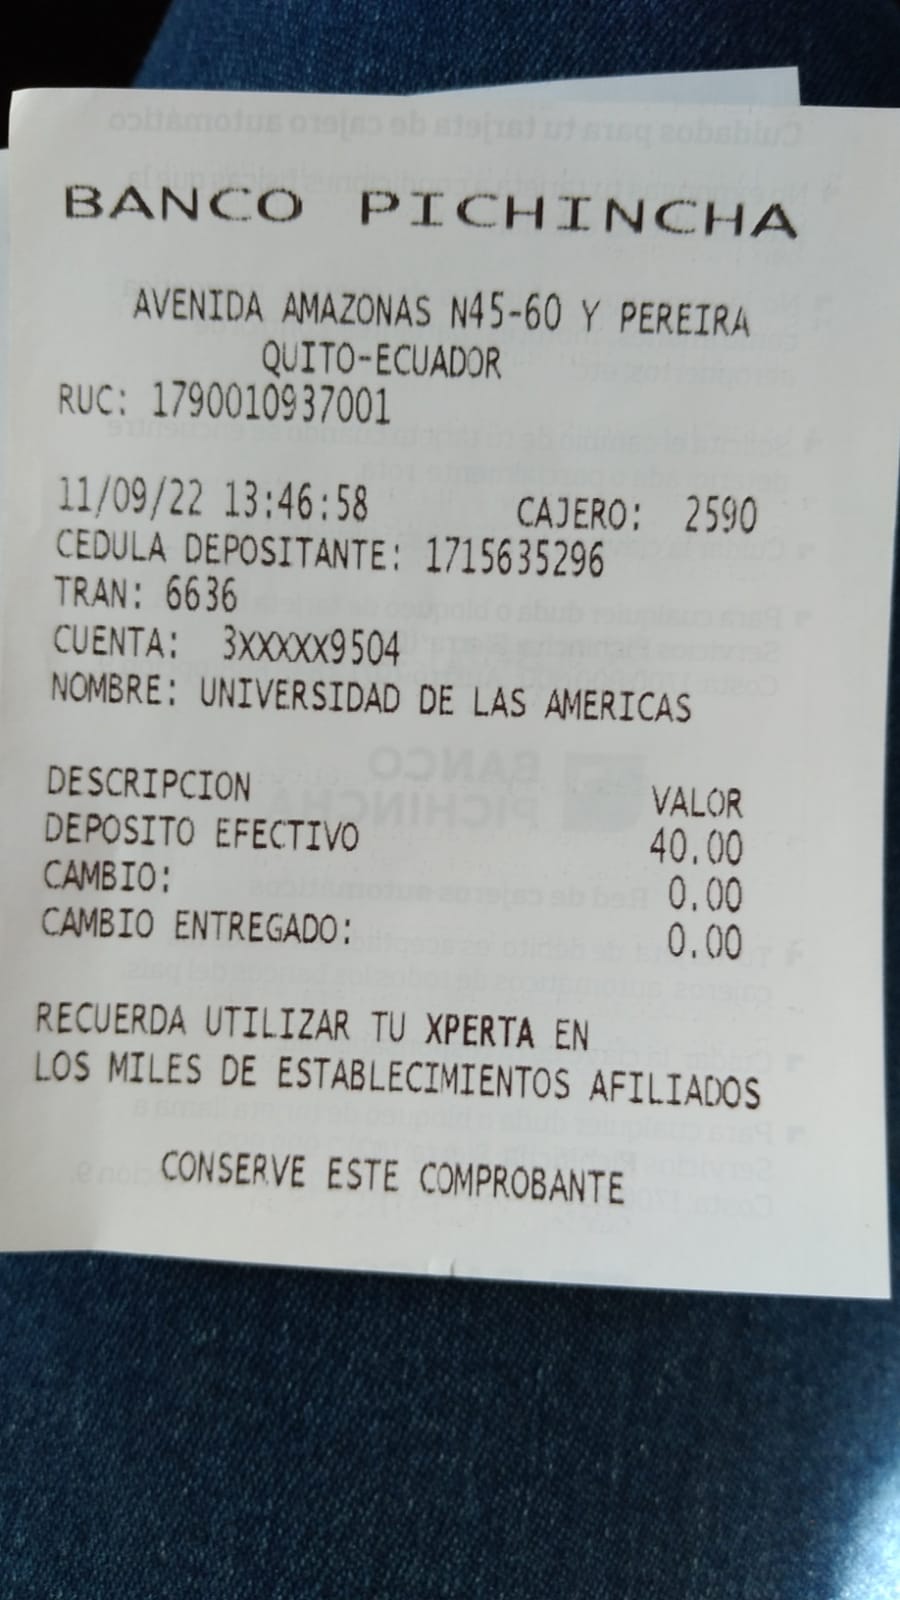 BANCO PICHINCHA
AVENIDA AMAZONAS N45-60 Y PEREIRA
QUITO-ECUADOR
RUC: 1790010937001
11/09/22 13:46:58 CAJERO: 2590
CEDULA DEPOSITANTE: 1715635296
TRAN: 6636
CUENTA: 3XXXXX9504
NOMBRE: UNIVERSIDAD DE LAS AMERICAS
DESCRIPCION VALOR
DEPOSITO EFECTIVO 40.00
CAMBIO: 0.00
CAMBIO ENTREGADO: 0.00
RECUERDA UTILIZAR TU XPERTA EN
LOS MILES DE ESTABLECIMIENTOS AFILIADOS
CONSERVE ESTE COMPROBANTE